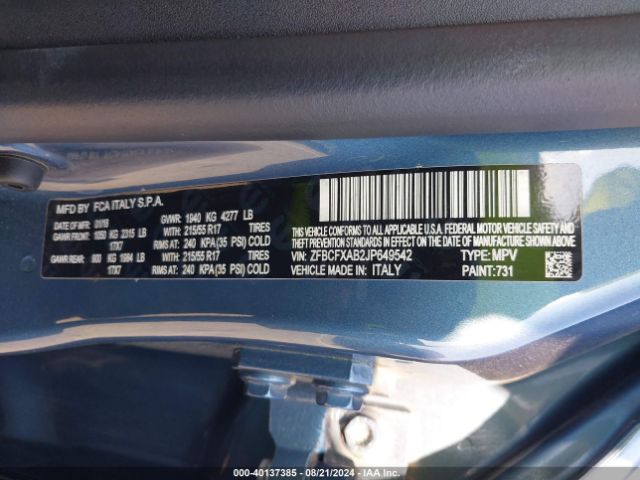 MFD BY FCA ITALY S.P.A.
DATE OF MFR 01/18 GVWR: 1940 KG 4277 LB
GAWR FRONT: 1050 KG 2315 LB WITH: 215/55 R17 TIRES
17X7 RIMS AT: 240 KPA (35 PSI) COLD
GAWR REAR: 900 KG 1984 LB WITH: 215/55 R17 TIRES
17X7 RIMS AT: 240 KPA (35 PSI) COLD
THIS VEHICLE CONFORMS TO ALL APPLICABLE U.S.A.
FEDERAL MOTOR VEHICLE SAFETY AND
THEFT PREVENTION STANDARDS IN EFFECT ON THE DATE OF MFR.
VIN: ZFBCFXAB2JP649542 TYPE: MPV
VEHICLE MADE IN: ITALY PAINT: 731
00-40137385 - 08/21/2024 - IAA Inc.